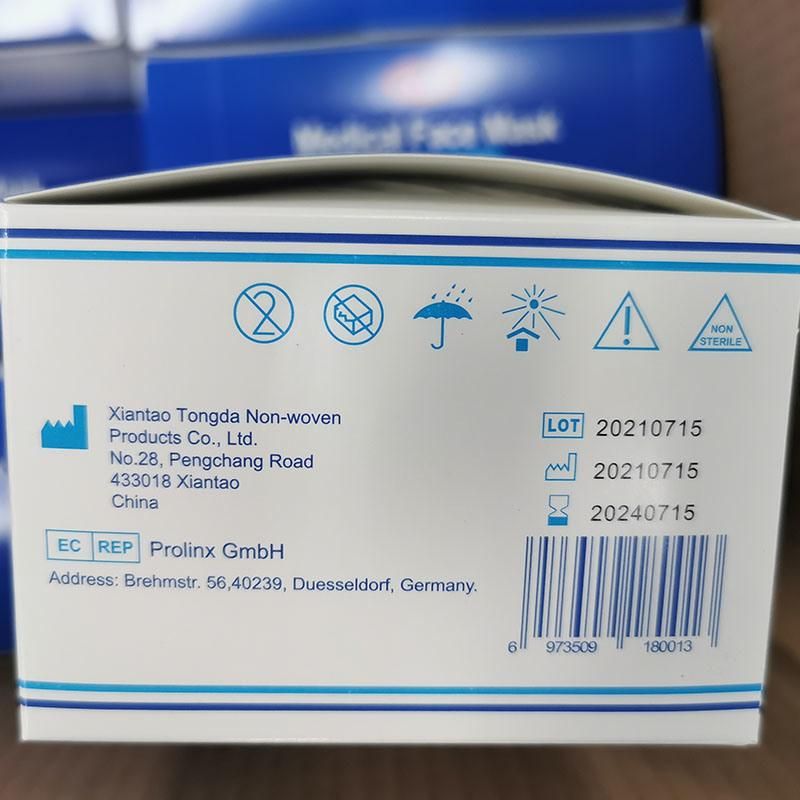 Medical Face Mask
2
NON
STERILE
Xiantao Tongda Non-woven
Products Co., Ltd.
No.28, Pengchang Road
433018 Xiantao
China
LOT 20210715
20210715
20240715
EC REP Prolinx GmbH
Address: Brehmstr. 56,40239, Duesseldorf, Germany.
6 973509 180013